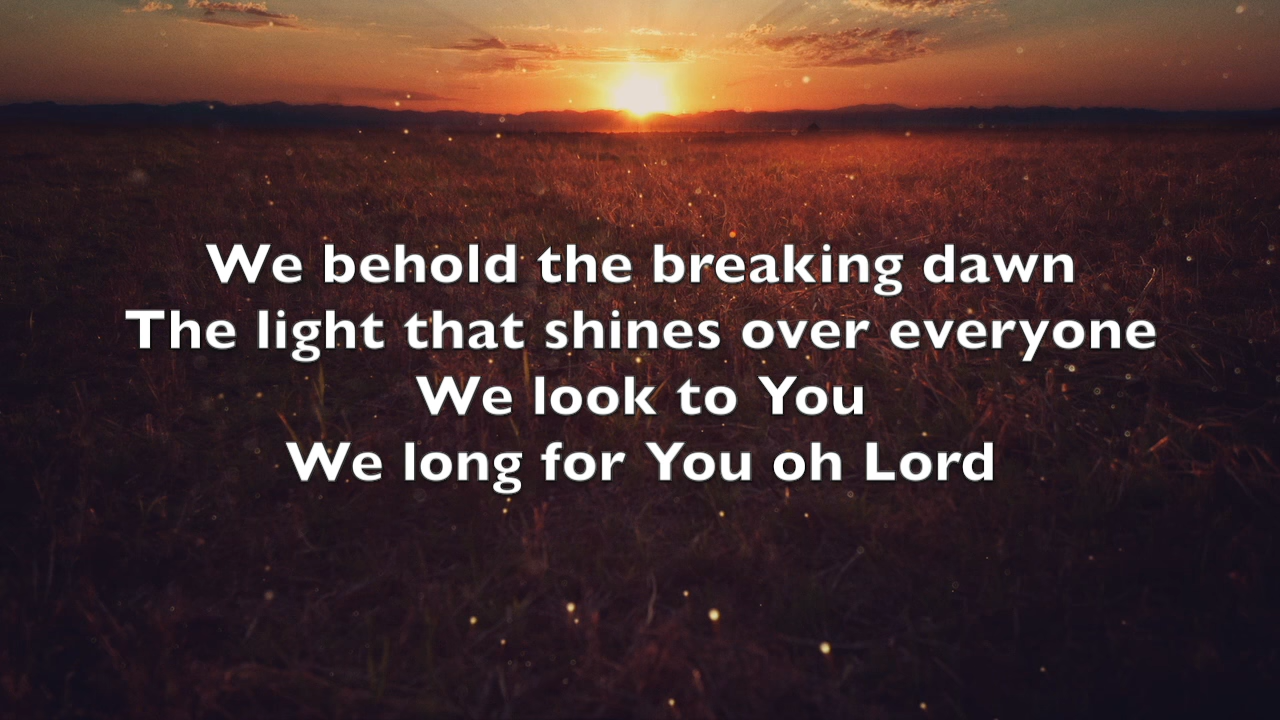 We behold the breaking dawn
The light that shines over everyone
We look to You
We long for You oh Lord